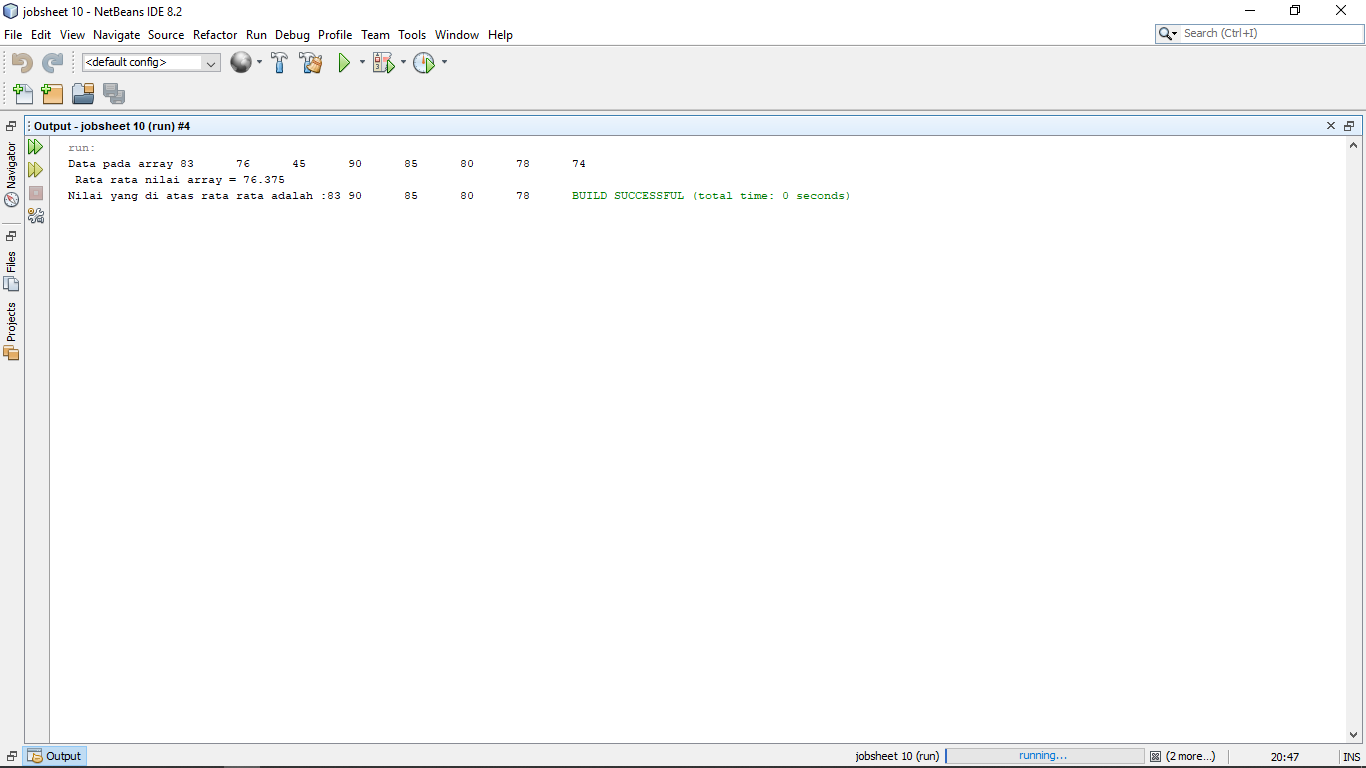 jobsheet 10 - NetBeans IDE 8.2
File Edit View Navigate Source Refactor Run Debug Profile Team Tools Window Help
Search (Ctrl+I)
<default config>
Output - jobsheet 10 (run) #4
Navigator
Files
Projects
run:
Data pada array 83 76 45 90 85 80 78 74
Rata rata nilai array = 76.375
Nilai yang di atas rata rata adalah :83 90 85 80 78 BUILD SUCCESSFUL (total time: 0 seconds)
Output
jobsheet 10 (run) running... (2 more...) 20:47 INS